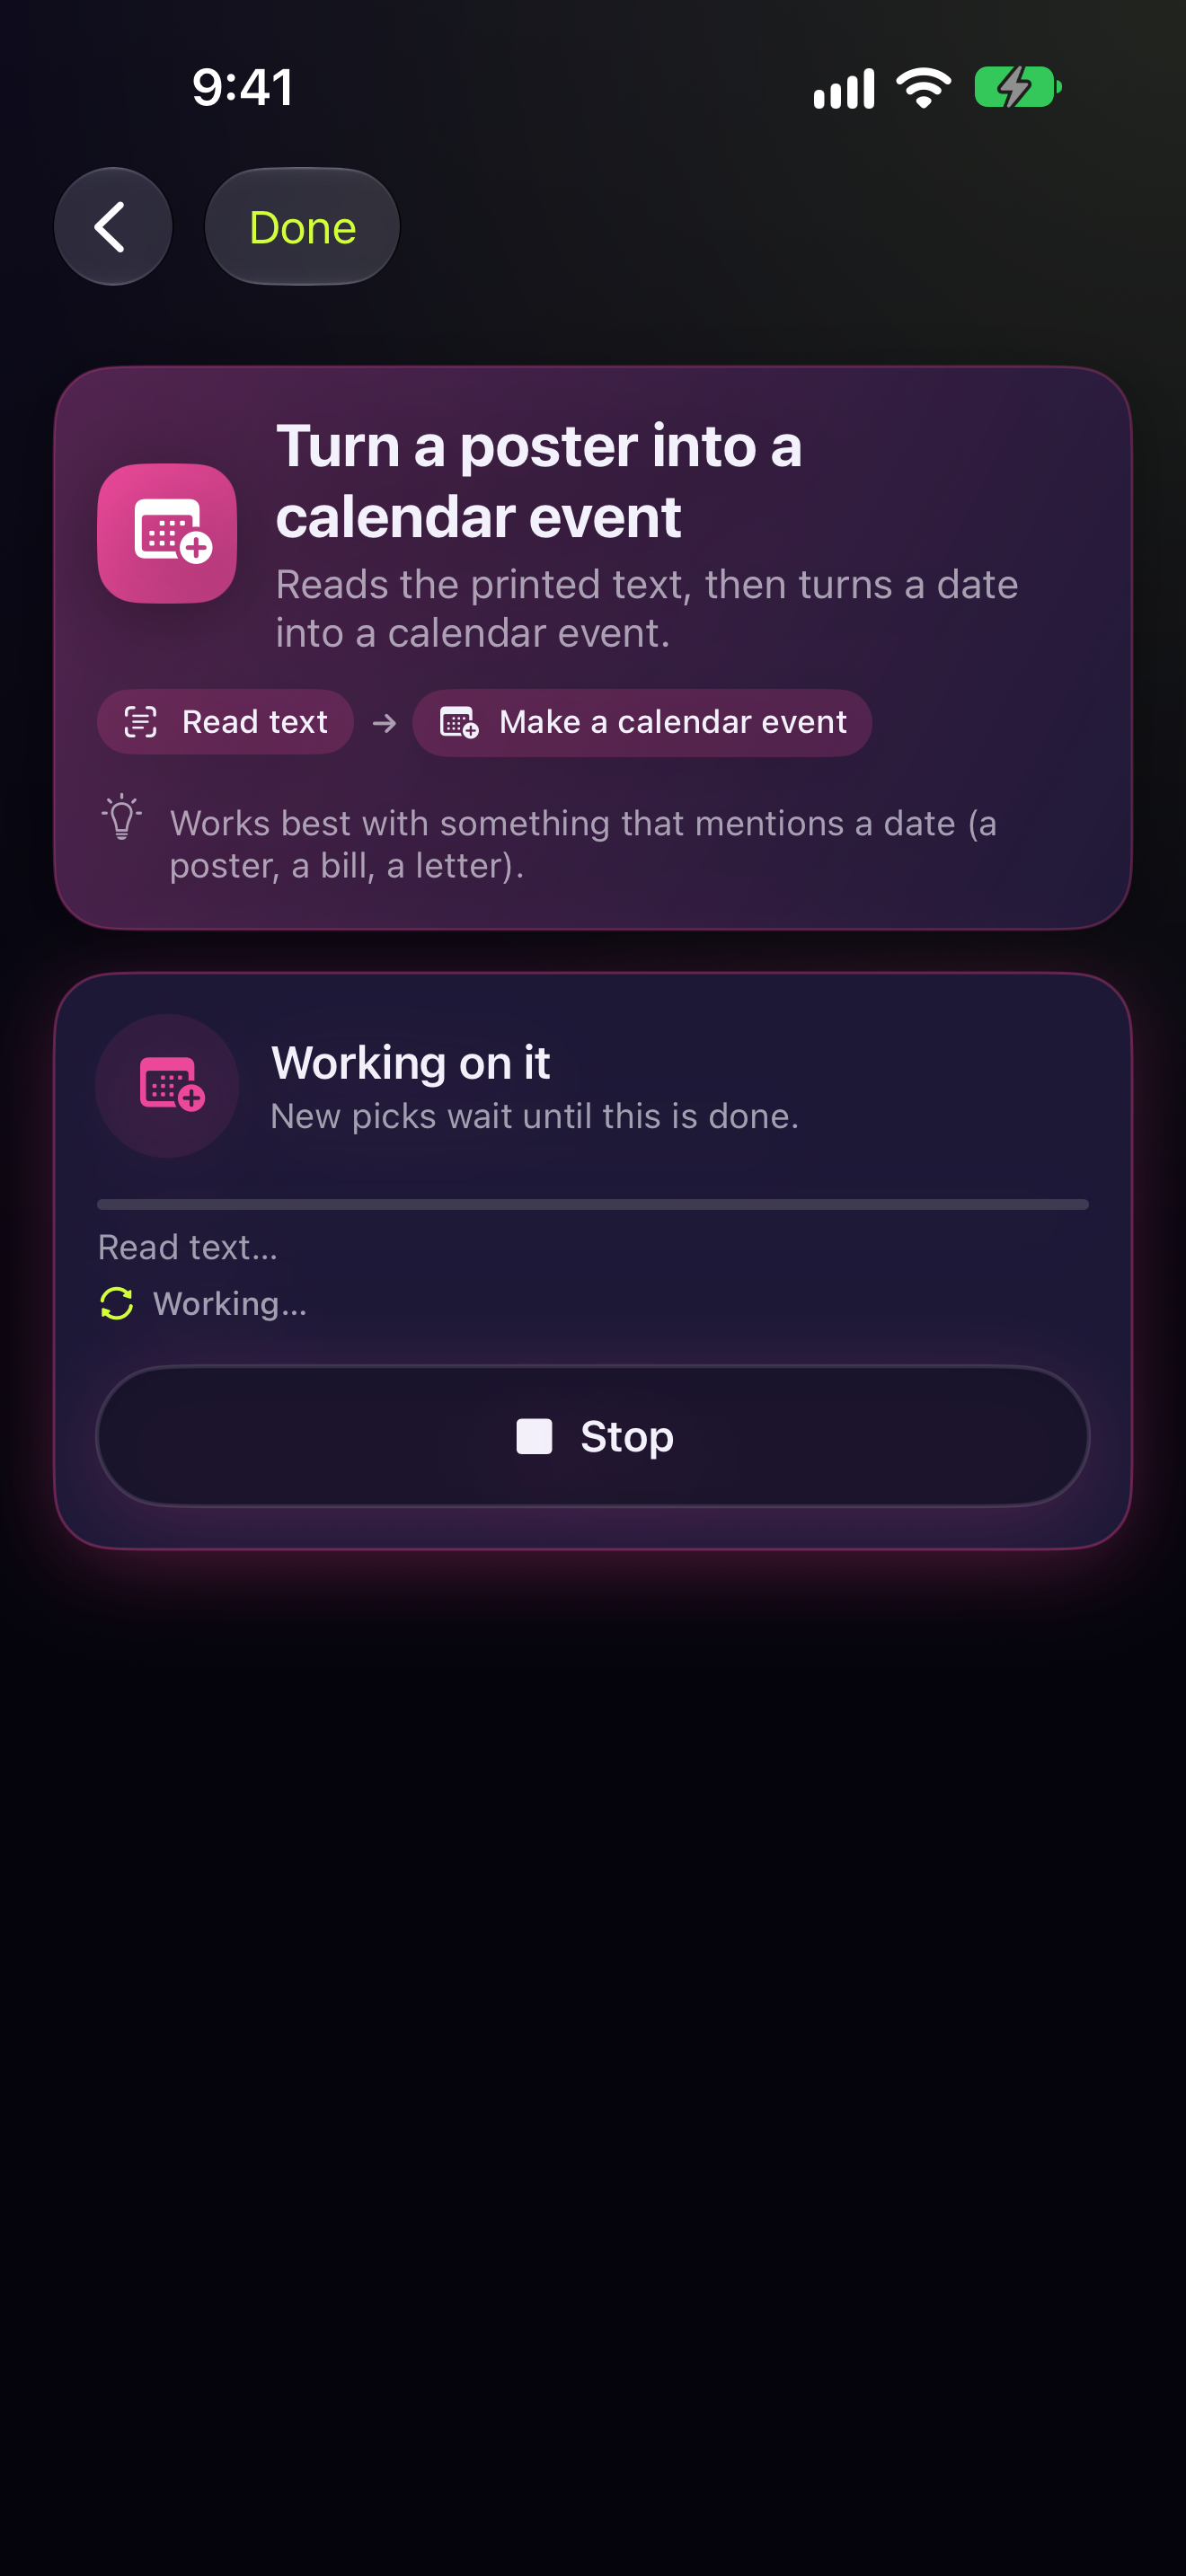 9:41
Done
Turn a poster into a
calendar event
Reads the printed text, then turns a date
into a calendar event.
Read text → Make a calendar event
Works best with something that mentions a date (a
poster, a bill, a letter).
Working on it
New picks wait until this is done.
Read text...
Working...
Stop